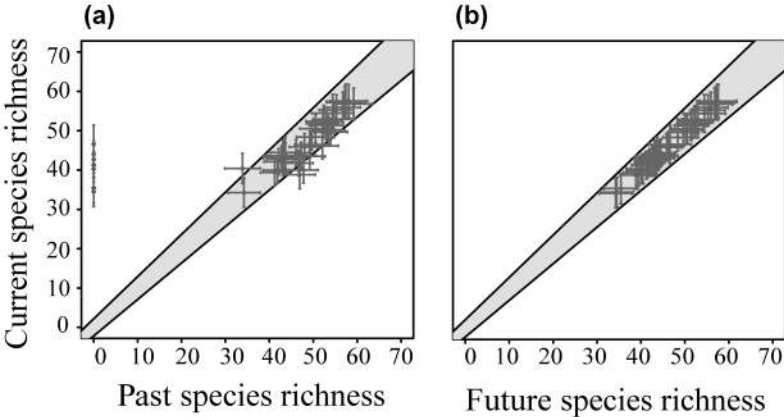 (a)
(b)
Current species richness
70
60
50
40
30
20
10
0
0 10 20 30 40 50 60 70
0 10 20 30 40 50 60 70
Past species richness
Future species richness